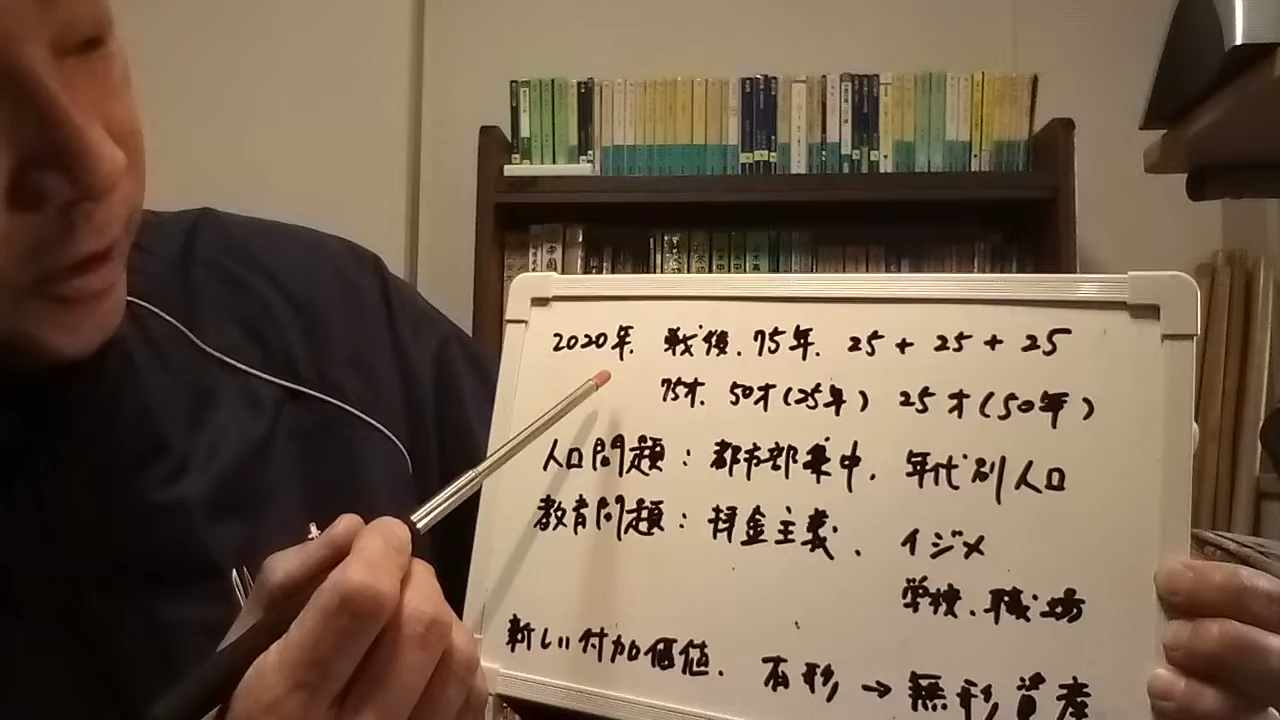 2020年. 戦後. 75年. 25 + 25 + 25
75才. 50才(25年) 25才(50年)
人口問題:都市部集中. 年代別人口
教育問題:拝金主義. イジメ
学校. 職場
新しい付加価値. 有形→無形資産